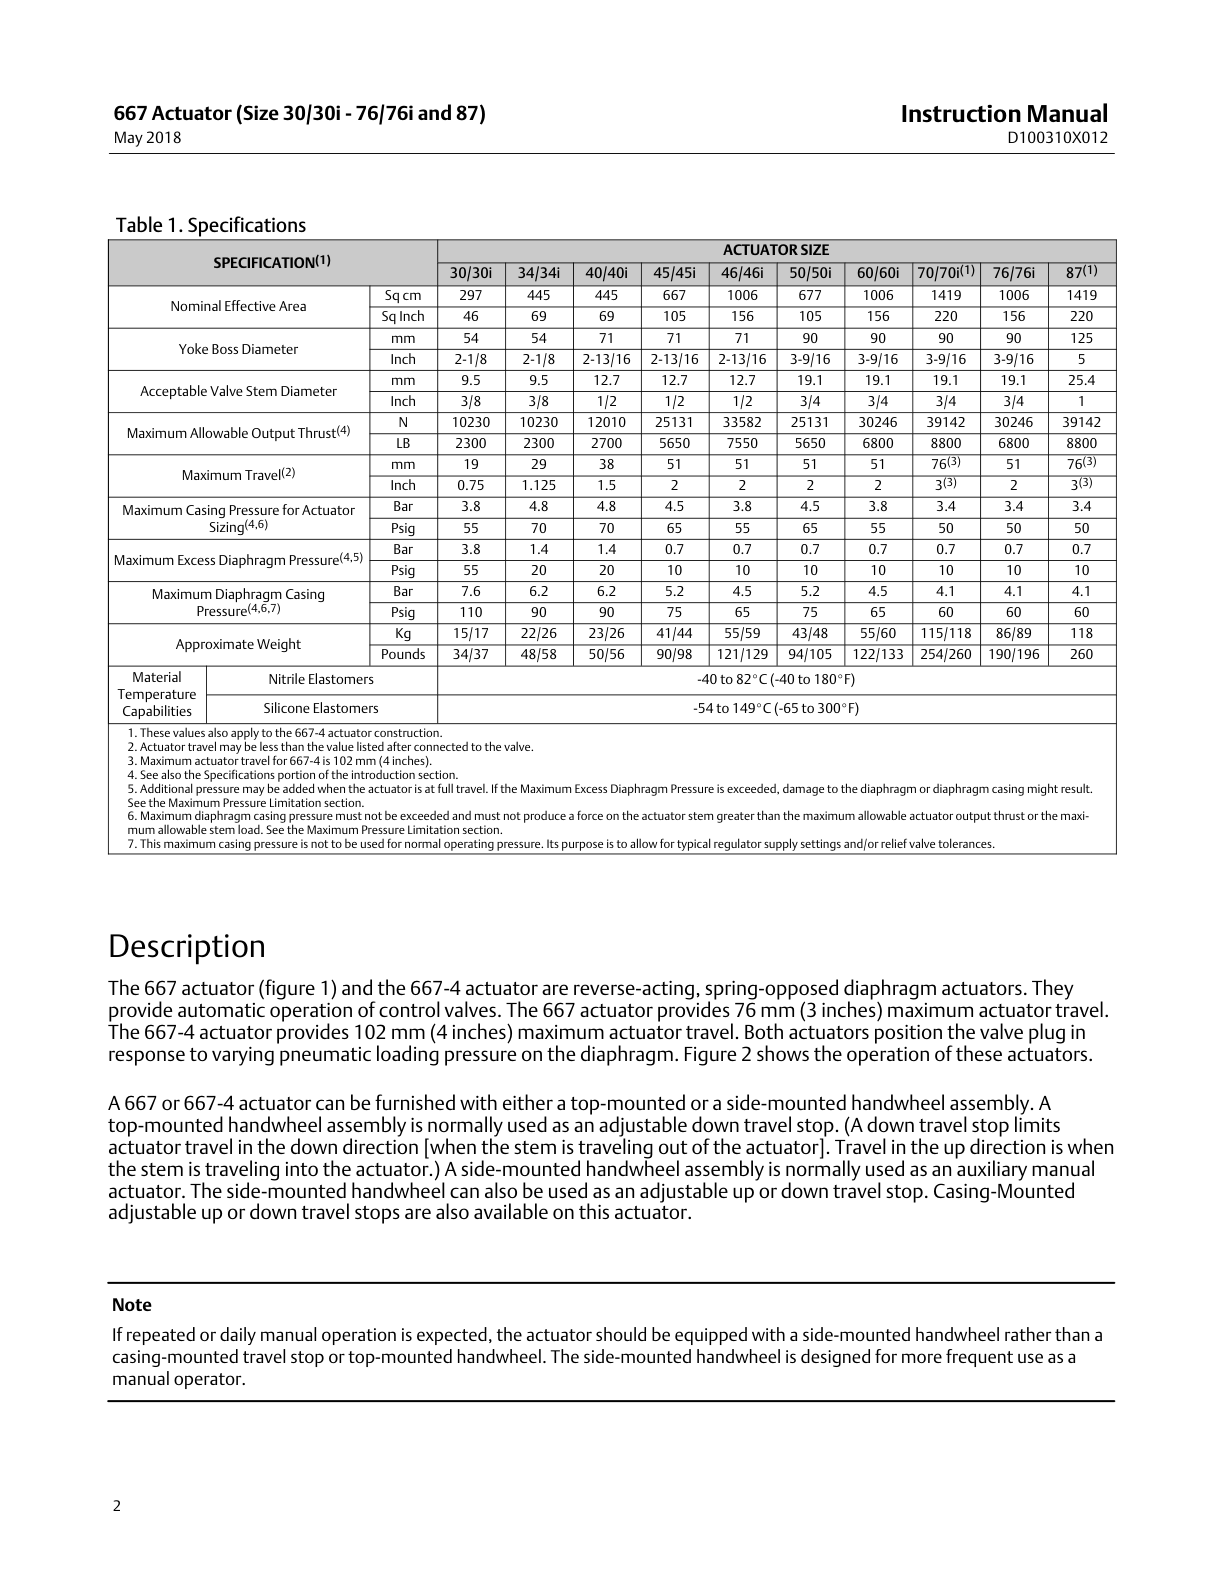 667 Actuator (Size 30/30i - 76/76i and 87)
Instruction Manual
May 2018
D100310X012
Table 1. Specifications
SPECIFICATION(1)
ACTUATOR SIZE
30/30i 34/34i 40/40i 45/45i 46/46i 50/50i 60/60i 70/70i(1) 76/76i 87(1)
Nominal Effective Area
Sq cm 297 445 445 667 1006 677 1006 1419 1006 1419
Sq Inch 46 69 69 105 156 105 156 220 156 220
Yoke Boss Diameter
mm 54 54 71 71 71 90 90 90 90 125
Inch 2-1/8 2-1/8 2-13/16 2-13/16 2-13/16 3-9/16 3-9/16 3-9/16 3-9/16 5
Acceptable Valve Stem Diameter
mm 9.5 9.5 12.7 12.7 12.7 19.1 19.1 19.1 19.1 25.4
Inch 3/8 3/8 1/2 1/2 1/2 3/4 3/4 3/4 3/4 1
Maximum Allowable Output Thrust(4)
N 10230 10230 12010 25131 33582 25131 30246 39142 30246 39142
LB 2300 2300 2700 5650 7550 5650 6800 8800 6800 8800
Maximum Travel(2)
mm 19 29 38 51 51 51 51 76(3) 51 76(3)
Inch 0.75 1.125 1.5 2 2 2 2 3(3) 2 3(3)
Maximum Casing Pressure for Actuator
Sizing(4,6)
Bar 3.8 4.8 4.8 4.5 3.8 4.5 3.8 3.4 3.4 3.4
Psig 55 70 70 65 55 65 55 50 50 50
Maximum Excess Diaphragm Pressure(4,5)
Bar 3.8 1.4 1.4 0.7 0.7 0.7 0.7 0.7 0.7 0.7
Psig 55 20 20 10 10 10 10 10 10 10
Maximum Diaphragm Casing
Pressure(4,6,7)
Bar 7.6 6.2 6.2 5.2 4.5 5.2 4.5 4.1 4.1 4.1
Psig 110 90 90 75 65 75 65 60 60 60
Approximate Weight
Kg 15/17 22/26 23/26 41/44 55/59 43/48 55/60 115/118 86/89 118
Pounds 34/37 48/58 50/56 90/98 121/129 94/105 122/133 254/260 190/196 260
Material
Temperature
Capabilities
Nitrile Elastomers -40 to 82°C (-40 to 180°F)
Silicone Elastomers -54 to 149°C (-65 to 300°F)
1. These values also apply to the 667-4 actuator construction.
2. Actuator travel may be less than the value listed after connected to the valve.
3. Maximum actuator travel for 667-4 is 102 mm (4 inches).
4. See also the Specifications portion of the introduction section.
5. Additional pressure may be added when the actuator is at full travel. If the Maximum Excess Diaphragm Pressure is exceeded, damage to the diaphragm or diaphragm casing might result.
See the Maximum Pressure Limitation section.
6. Maximum diaphragm casing pressure must not be exceeded and must not produce a force on the actuator stem greater than the maximum allowable actuator output thrust or the maxi-
mum allowable stem load. See the Maximum Pressure Limitation section.
7. This maximum casing pressure is not to be used for normal operating pressure. Its purpose is to allow for typical regulator supply settings and/or relief valve tolerances.
Description
The 667 actuator (figure 1) and the 667-4 actuator are reverse-acting, spring-opposed diaphragm actuators. They
provide automatic operation of control valves. The 667 actuator provides 76 mm (3 inches) maximum actuator travel.
The 667-4 actuator provides 102 mm (4 inches) maximum actuator travel. Both actuators position the valve plug in
response to varying pneumatic loading pressure on the diaphragm. Figure 2 shows the operation of these actuators.
A 667 or 667-4 actuator can be furnished with either a top-mounted or a side-mounted handwheel assembly. A
top-mounted handwheel assembly is normally used as an adjustable down travel stop. (A down travel stop limits
actuator travel in the down direction [when the stem is traveling out of the actuator]. Travel in the up direction is when
the stem is traveling into the actuator.) A side-mounted handwheel assembly is normally used as an auxiliary manual
actuator. The side-mounted handwheel can also be used as an adjustable up or down travel stop. Casing-Mounted
adjustable up or down travel stops are also available on this actuator.
Note
If repeated or daily manual operation is expected, the actuator should be equipped with a side-mounted handwheel rather than a
casing-mounted travel stop or top-mounted handwheel. The side-mounted handwheel is designed for more frequent use as a
manual operator.
2